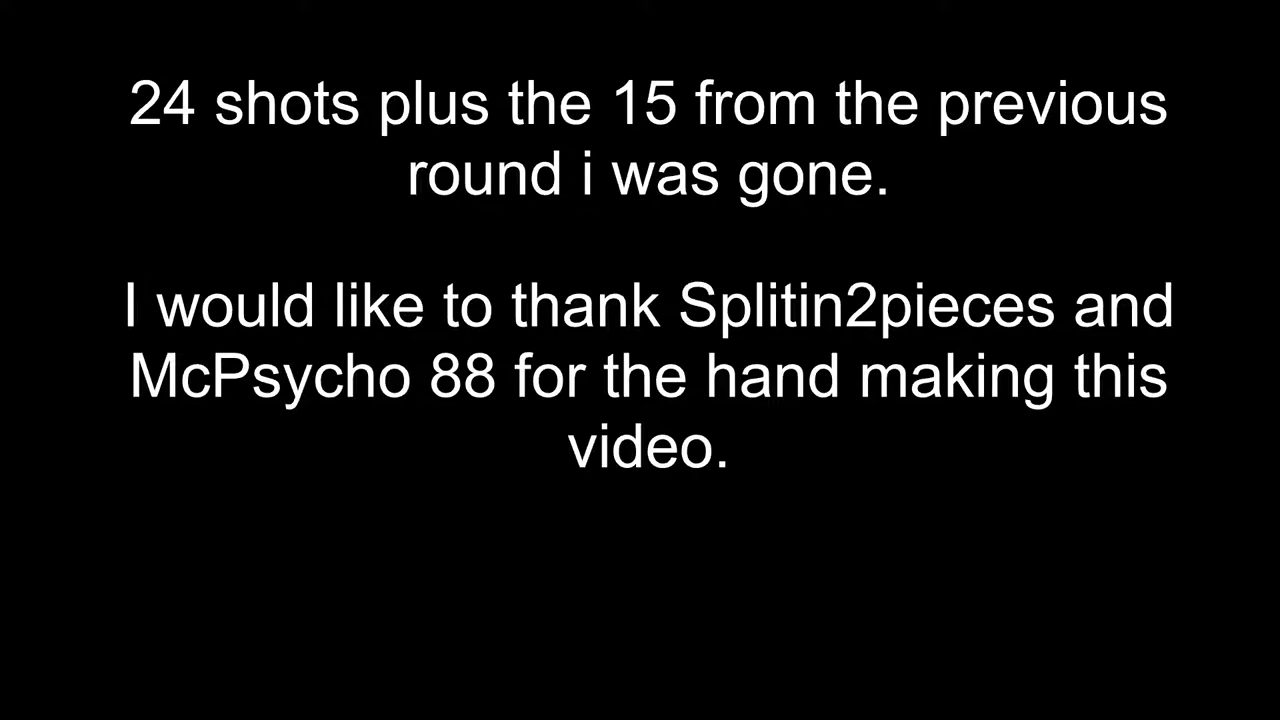 24 shots plus the 15 from the previous
round i was gone.
I would like to thank Splitin2pieces and
McPsycho 88 for the hand making this
video.